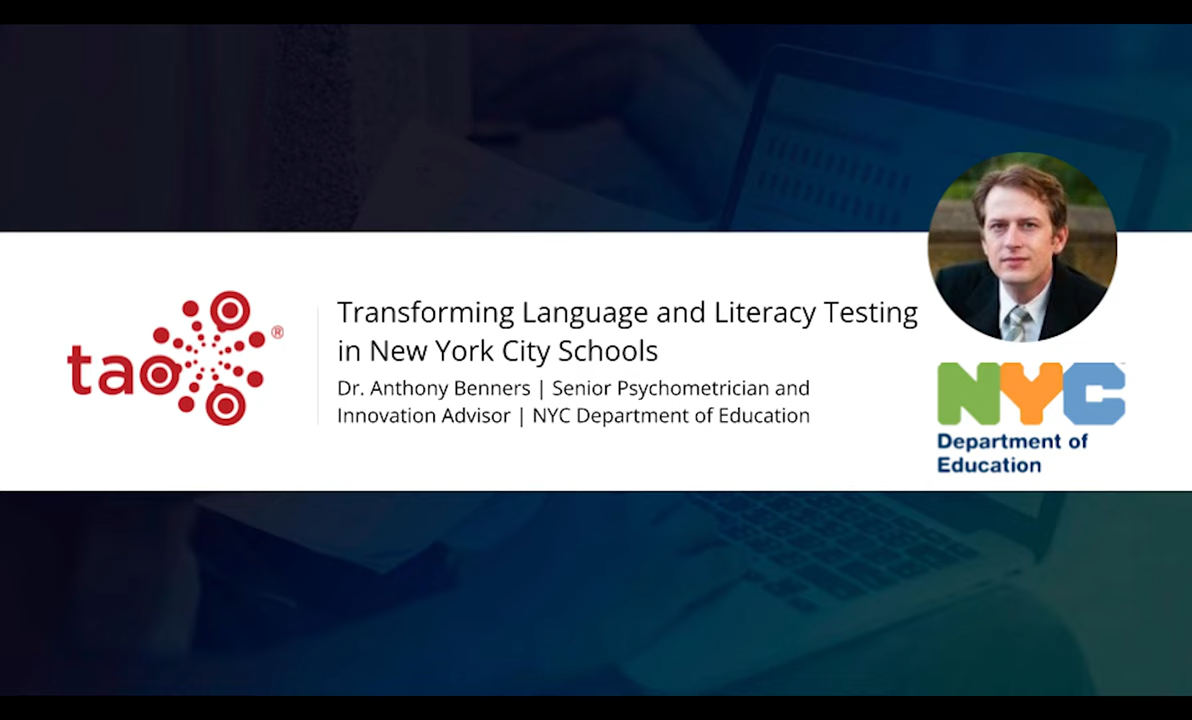 tao®
Transforming Language and Literacy Testing
in New York City Schools
Dr. Anthony Benners | Senior Psychometrician and
Innovation Advisor | NYC Department of Education
NYC
Department of
Education